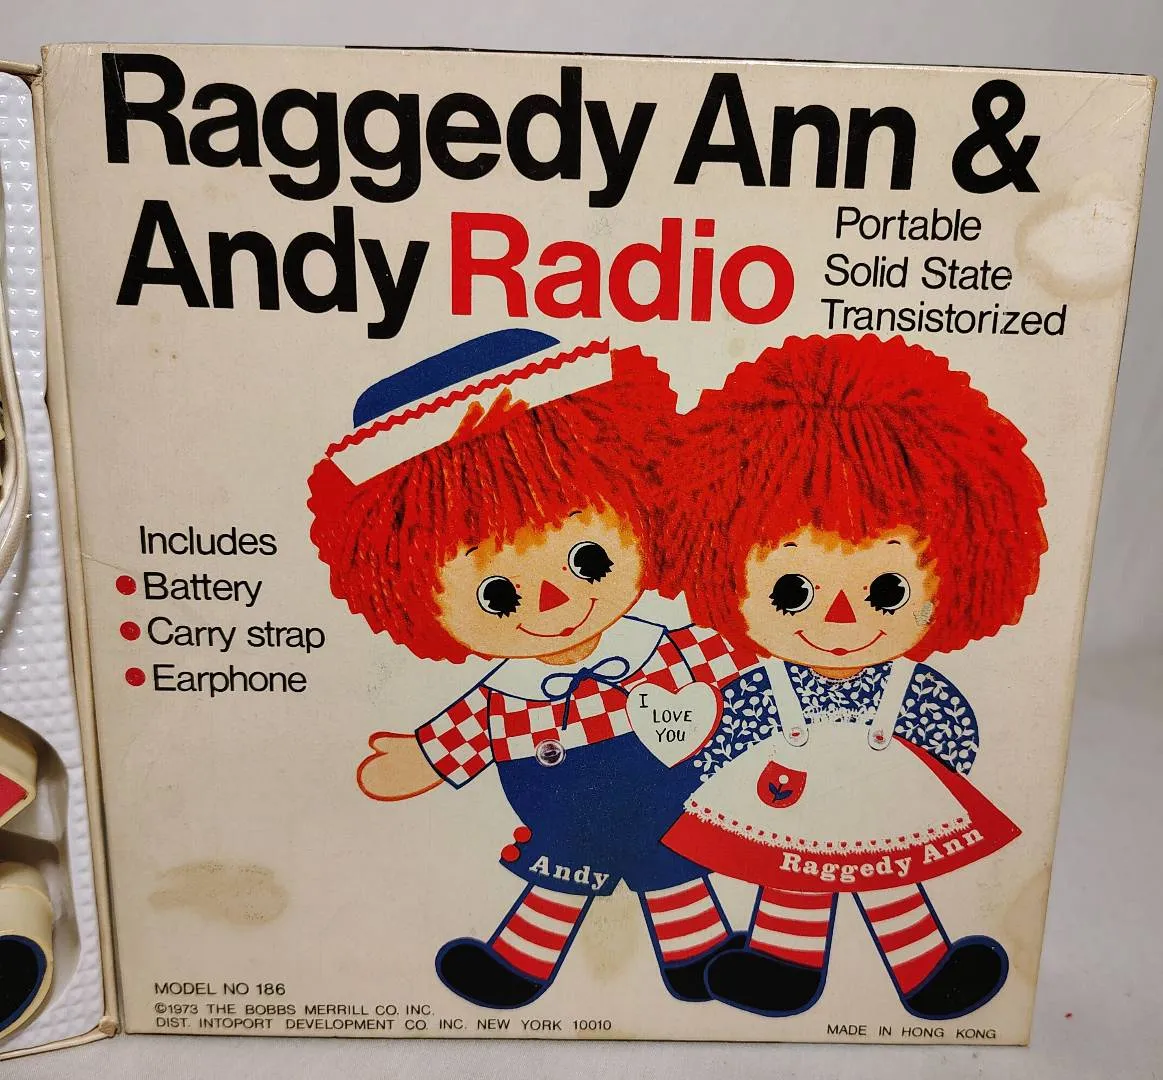 Raggedy Ann &
Andy Radio
Portable
Solid State
Transistorized
Includes
Battery
Carry strap
Earphone
I
LOVE
YOU
Andy
Raggedy Ann
MODEL NO 186
©1973 THE BOBBS MERRILL CO. INC.
DIST. INTOPORT DEVELOPMENT CO. INC. NEW YORK 10010
MADE IN HONG KONG